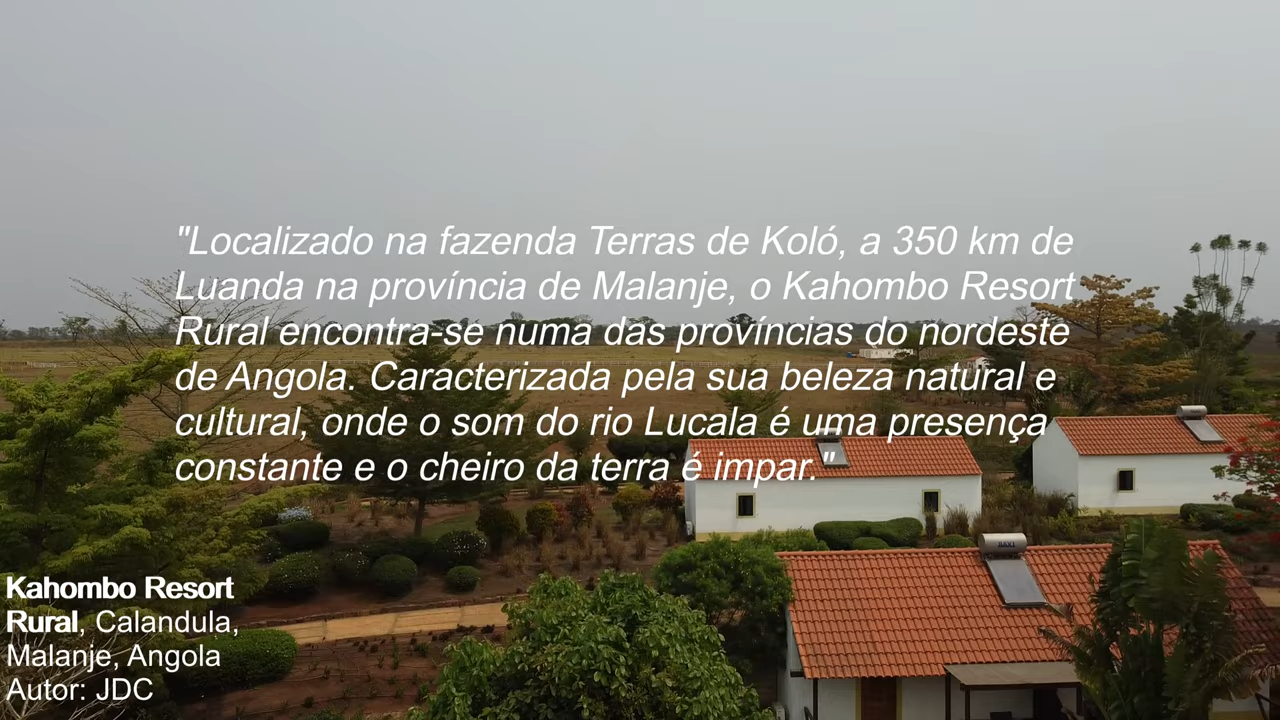 "Localizado na fazenda Terras de Koló, a 350 km de
Luanda na província de Malanje, o Kahombo Resort
Rural encontra-se numa das províncias do nordeste
de Angola. Caracterizada pela sua beleza natural e
cultural, onde o som do rio Lucala é uma presença
constante e o cheiro da terra é impar."
Kahombo Resort
Rural, Calandula,
Malanje, Angola
Autor: JDC